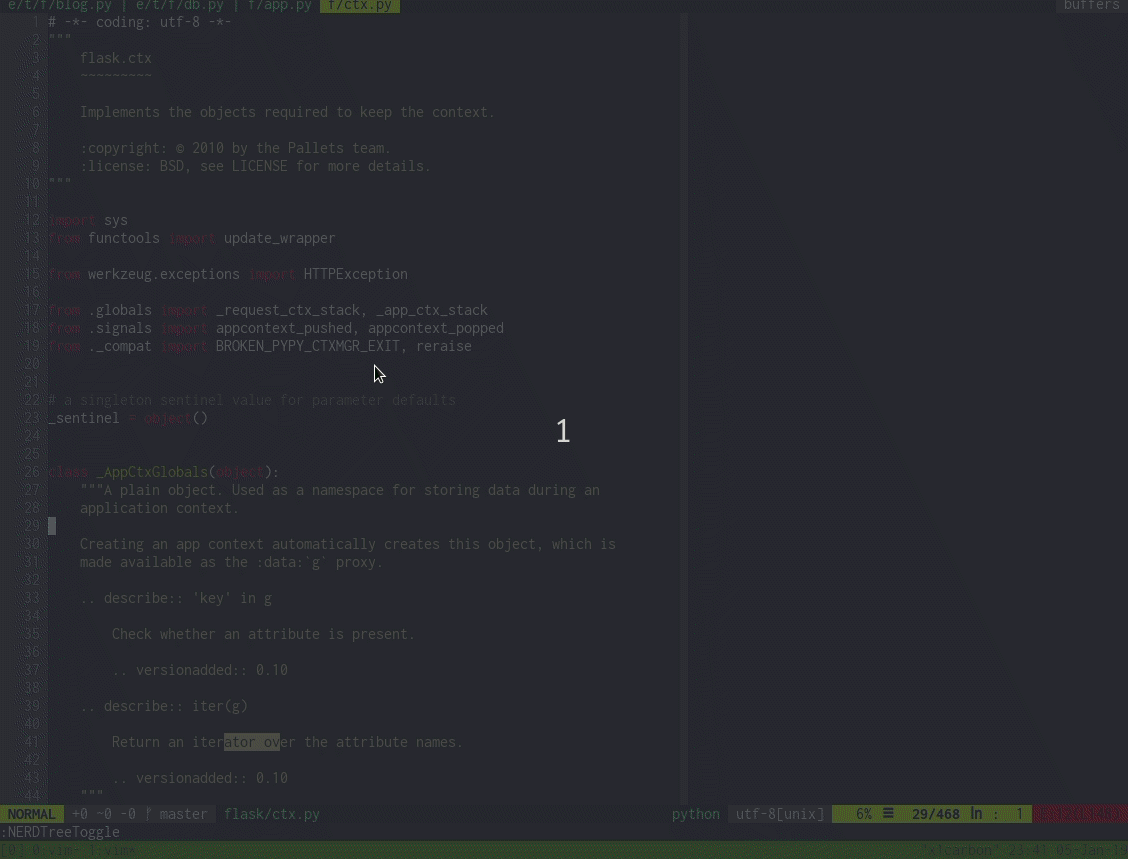 e/t/f/blog.py | e/t/f/db.py | f/app.py f/ctx.py buffers
1 # -*- coding: utf-8 -*-
2 """
3     flask.ctx
4     ~~~~~~~~~
5
6     Implements the objects required to keep the context.
7
8     :copyright: © 2010 by the Pallets team.
9     :license: BSD, see LICENSE for more details.
10 """
11
12 import sys
13 from functools import update_wrapper
14
15 from werkzeug.exceptions import HTTPException
16
17 from .globals import _request_ctx_stack, _app_ctx_stack
18 from .signals import appcontext_pushed, appcontext_popped
19 from ._compat import BROKEN_PYPY_CTXMGR_EXIT, reraise
20
21
22 # a singleton sentinel value for parameter defaults
23 _sentinel = object()
1
24
25
26 class _AppCtxGlobals(object):
27     """A plain object. Used as a namespace for storing data during an
28     application context.
29
30     Creating an app context automatically creates this object, which is
31     made available as the :data:`g` proxy.
32
33     .. describe:: 'key' in g
34
35         Check whether an attribute is present.
36
37         .. versionadded:: 0.10
38
39     .. describe:: iter(g)
40
41         Return an iterator over the attribute names.
42
43         .. versionadded:: 0.10
44     """
NORMAL +0 ~0 -0 master flask/ctx.py python utf-8[unix] 6% ☰ 29/468 ln : 1
:NERDTreeToggle
[0] 0:vim- 1:vim*